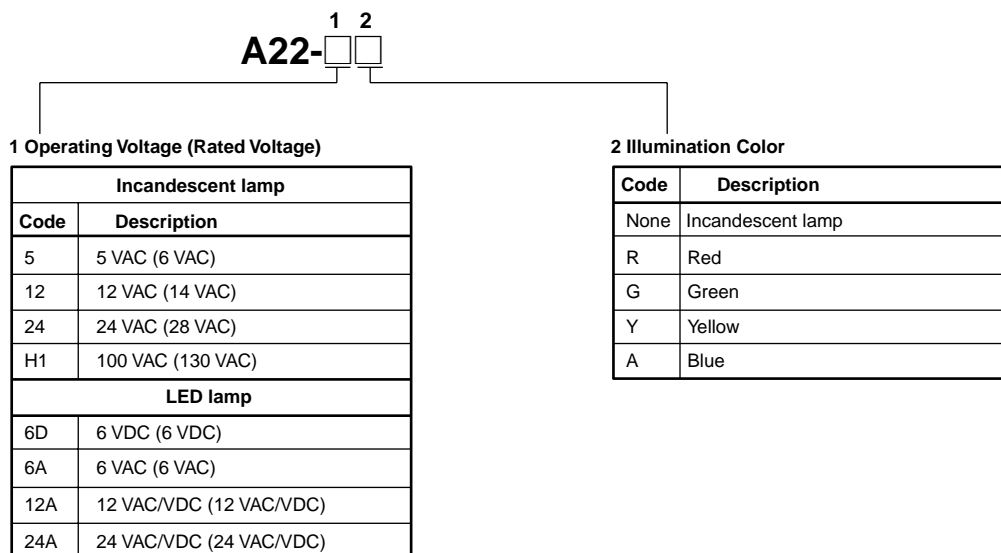 1 2
A22-□□
1 Operating Voltage (Rated Voltage)
Incandescent lamp
Code Description
5 5 VAC (6 VAC)
12 12 VAC (14 VAC)
24 24 VAC (28 VAC)
H1 100 VAC (130 VAC)
LED lamp
6D 6 VDC (6 VDC)
6A 6 VAC (6 VAC)
12A 12 VAC/VDC (12 VAC/VDC)
24A 24 VAC/VDC (24 VAC/VDC)
2 Illumination Color
Code Description
None Incandescent lamp
R Red
G Green
Y Yellow
A Blue